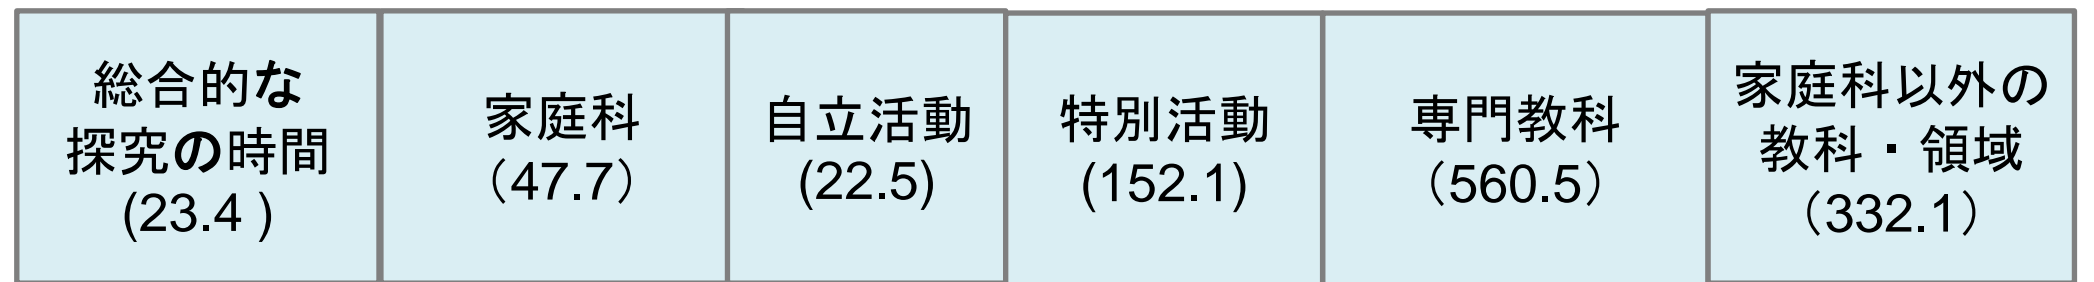 総合的な
探究の時間
(23.4 )
家庭科
（47.7）
自立活動
(22.5)
特別活動
(152.1)
専門教科
（560.5）
家庭科以外の
教科・領域
（332.1）